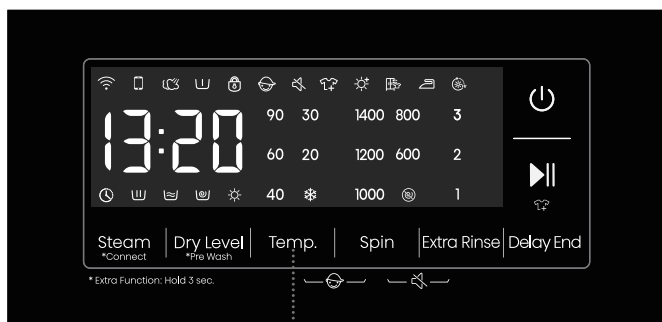 13:20
90 30 1400 800 3
60 20 1200 600 2
40 1000 1
Steam Dry Level Temp. Spin Extra Rinse Delay End
*Connect *Pre Wash
* Extra Function: Hold 3 sec.